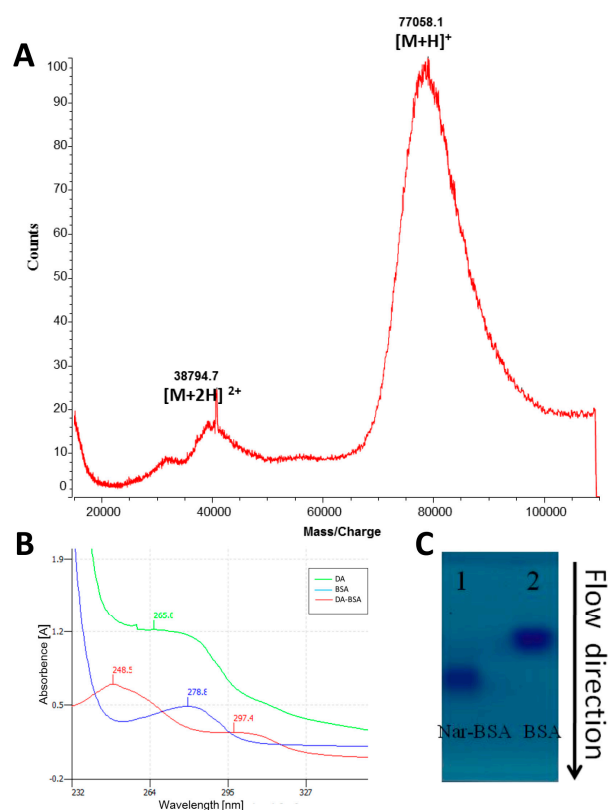 A
77058.1
[M+H]+
100
90
80
70
60
50
40
30
20
10
0
Counts
38794.7
[M+2H] 2+
20000
40000
60000
80000
100000
Mass/Charge
B
1.9
1.2
0.5
-0.2
Absorbence [A]
DA
BSA
DA-BSA
265.0
248.5
278.8
297.4
232
264
295
327
Wavelength [nm]
C
1
2
Nar-BSA
BSA
Flow direction